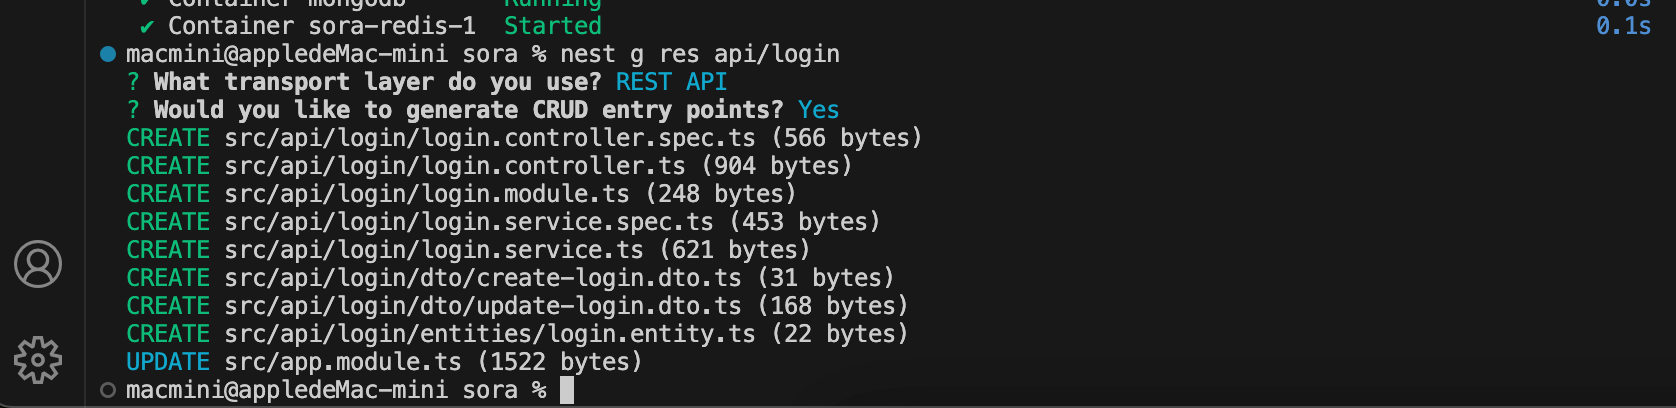 ✔ Container mongodb Running 0.0s
✔ Container sora-redis-1 Started 0.1s
macmini@appledeMac-mini sora % nest g res api/login
? What transport layer do you use? REST API
? Would you like to generate CRUD entry points? Yes
CREATE src/api/login/login.controller.spec.ts (566 bytes)
CREATE src/api/login/login.controller.ts (904 bytes)
CREATE src/api/login/login.module.ts (248 bytes)
CREATE src/api/login/login.service.spec.ts (453 bytes)
CREATE src/api/login/login.service.ts (621 bytes)
CREATE src/api/login/dto/create-login.dto.ts (31 bytes)
CREATE src/api/login/dto/update-login.dto.ts (168 bytes)
CREATE src/api/login/entities/login.entity.ts (22 bytes)
UPDATE src/app.module.ts (1522 bytes)
macmini@appledeMac-mini sora %